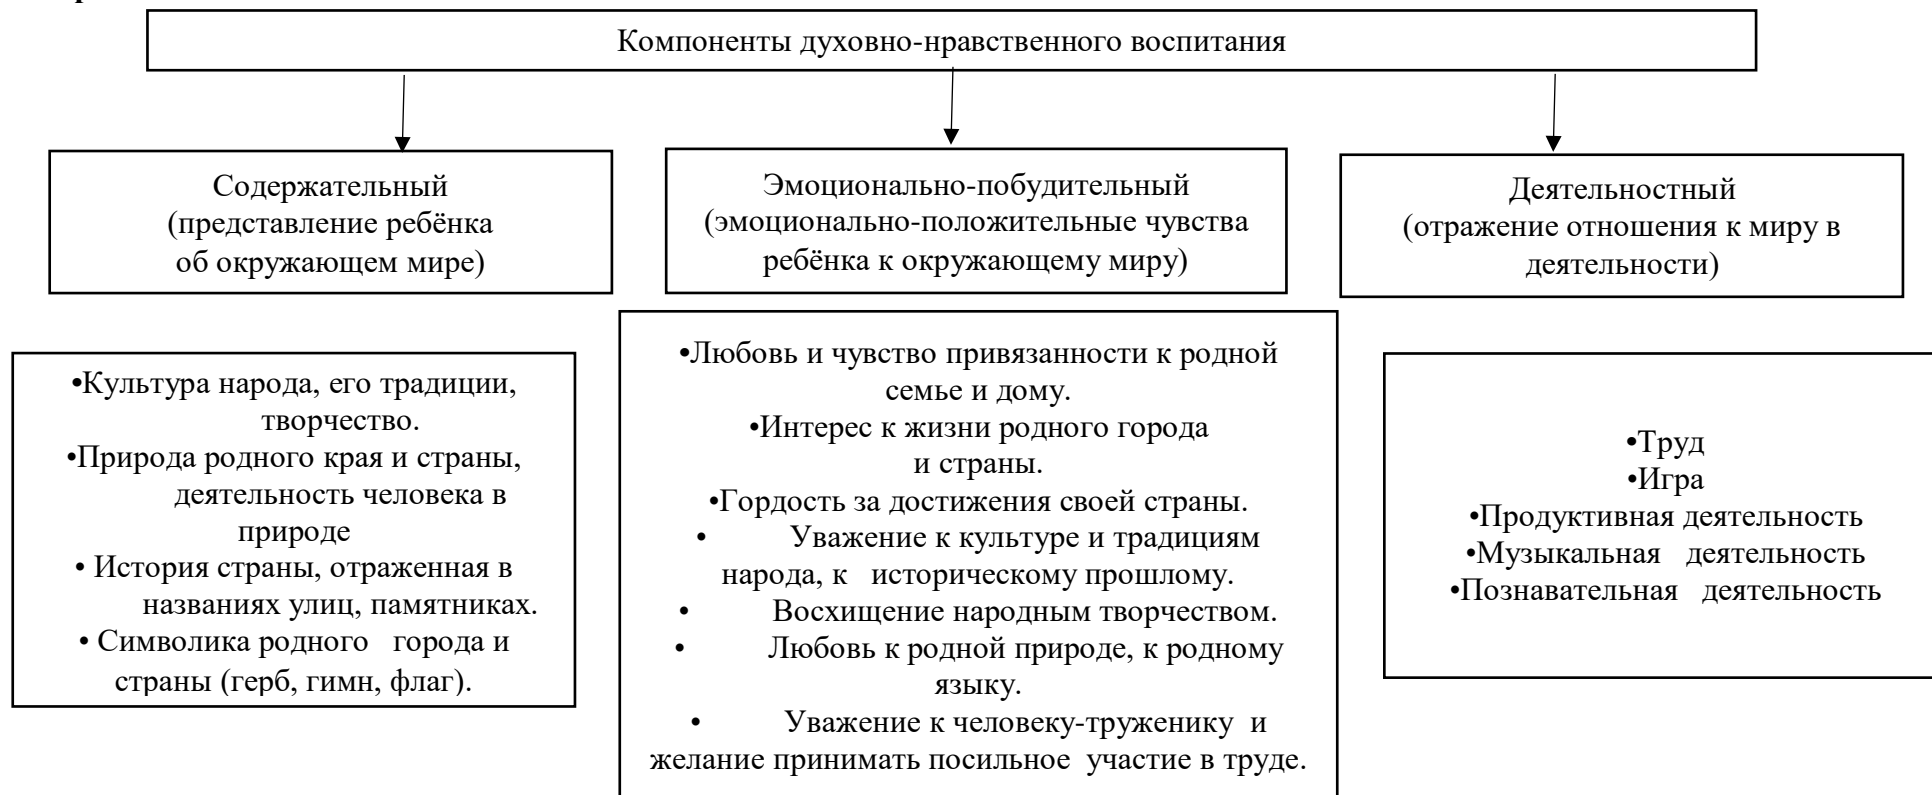 Компоненты духовно-нравственного воспитания
Содержательный
(представление ребёнка
об окружающем мире)
Эмоционально-побудительный
(эмоционально-положительные чувства
ребёнка к окружающему миру)
Деятельностный
(отражение отношения к миру в
деятельности)
•Культура народа, его традиции,
творчество.
•Природа родного края и страны,
деятельность человека в
природе
• История страны, отраженная в
названиях улиц, памятниках.
• Символика родного города и
страны (герб, гимн, флаг).
•Любовь и чувство привязанности к родной
семье и дому.
•Интерес к жизни родного города
и страны.
•Гордость за достижения своей страны.
• Уважение к культуре и традициям
народа, к историческому прошлому.
• Восхищение народным творчеством.
• Любовь к родной природе, к родному
языку.
• Уважение к человеку-труженику и
желание принимать посильное участие в труде.
•Труд
•Игра
•Продуктивная деятельность
•Музыкальная деятельность
•Познавательная деятельность